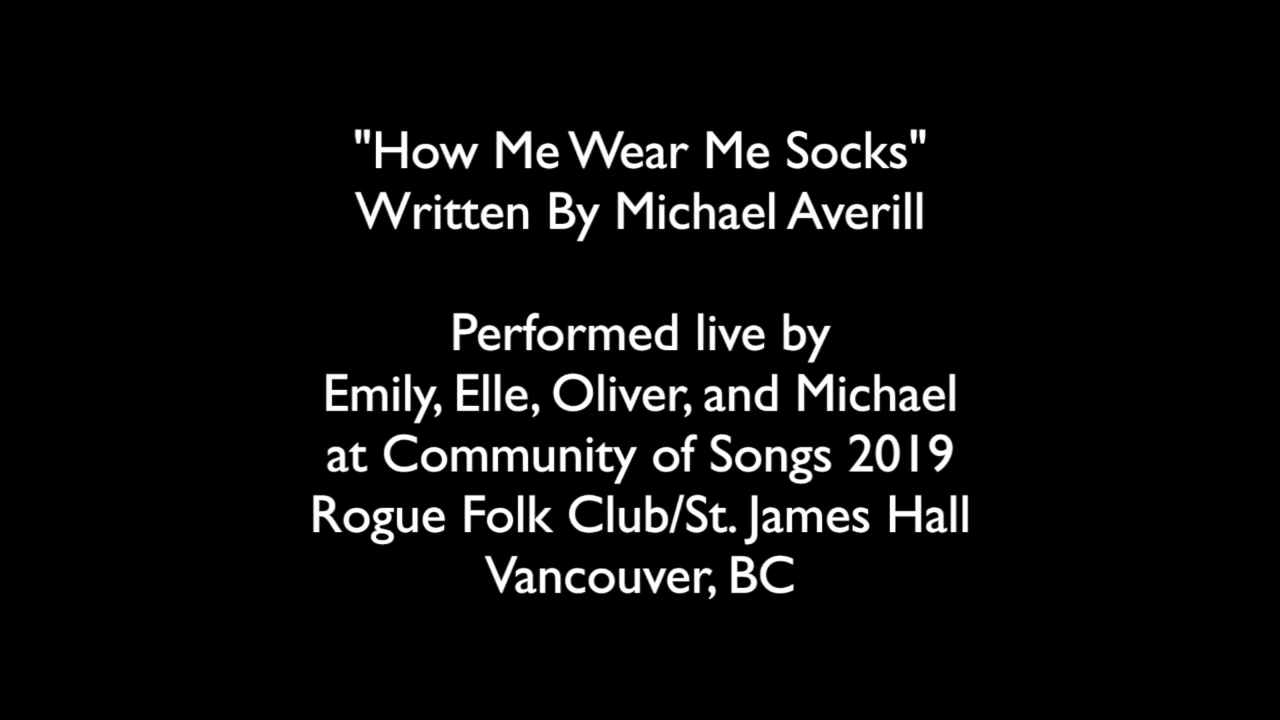 "How Me Wear Me Socks"
Written By Michael Averill
Performed live by
Emily, Elle, Oliver, and Michael
at Community of Songs 2019
Rogue Folk Club/St. James Hall
Vancouver, BC